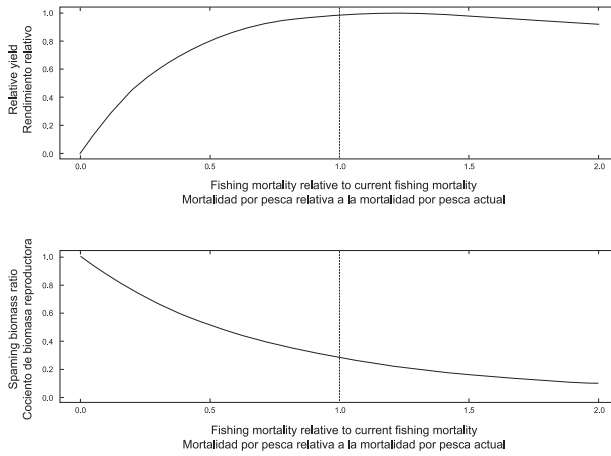 Relative yield
Rendimiento relativo
1.0
0.8
0.6
0.4
0.2
0.0
0.0
0.5
1.0
1.5
2.0
Fishing mortality relative to current fishing mortality
Mortalidad por pesca relativa a la mortalidad por pesca actual
Spaming biomass ratio
Cociento de biomasa reproductora
1.0
0.8
0.6
0.4
0.2
0.0
0.0
0.5
1.0
1.5
2.0
Fishing mortality relative to current fishing mortality
Mortalidad por pesca relativa a la mortalidad por pesca actual